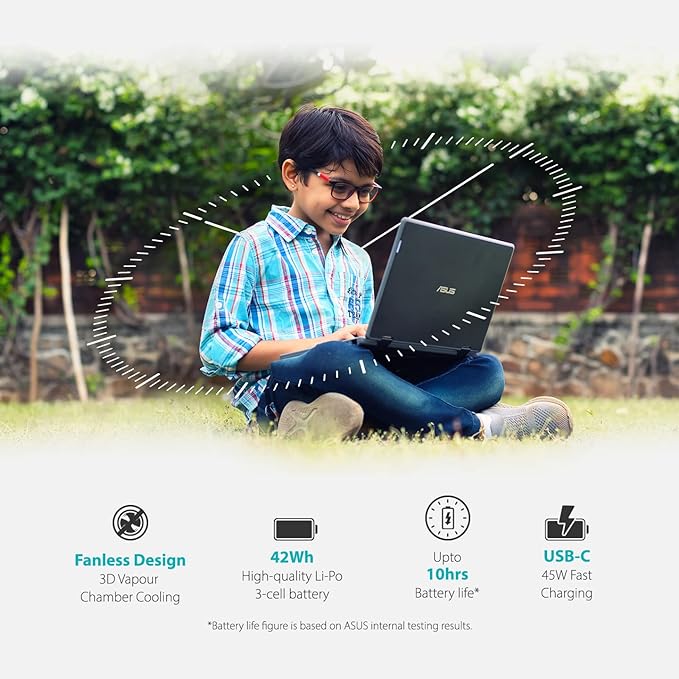 ASUS
Fanless Design
3D Vapour
Chamber Cooling
42Wh
High-quality Li-Po
3-cell battery
Upto
10hrs
Battery life*
USB-C
45W Fast
Charging
*Battery life figure is based on ASUS internal testing results.